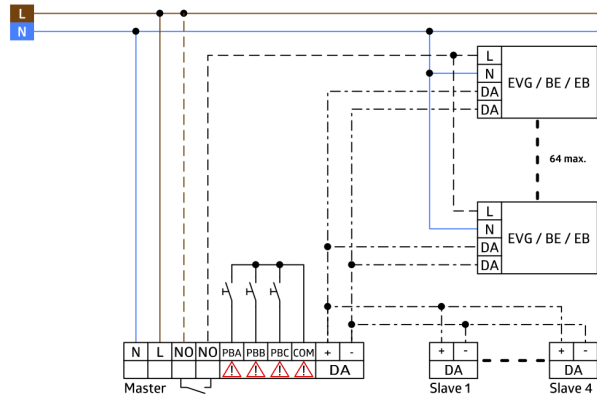 L
N
L
N
DA
DA
EVG / BE / EB
64 max.
L
N
DA
DA
EVG / BE / EB
N L NO NO PBA PBB PBC COM + -
DA
Master
+ -
DA
Slave 1
+ -
DA
Slave 4